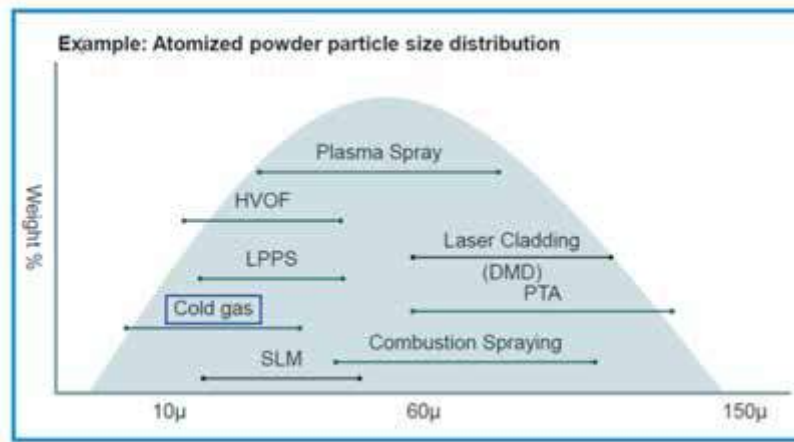 Example: Atomized powder particle size distribution
Weight %
Plasma Spray
HVOF
Laser Cladding
LPPS
(DMD)
PTA
Cold gas
Combustion Spraying
SLM
10µ
60µ
150µ